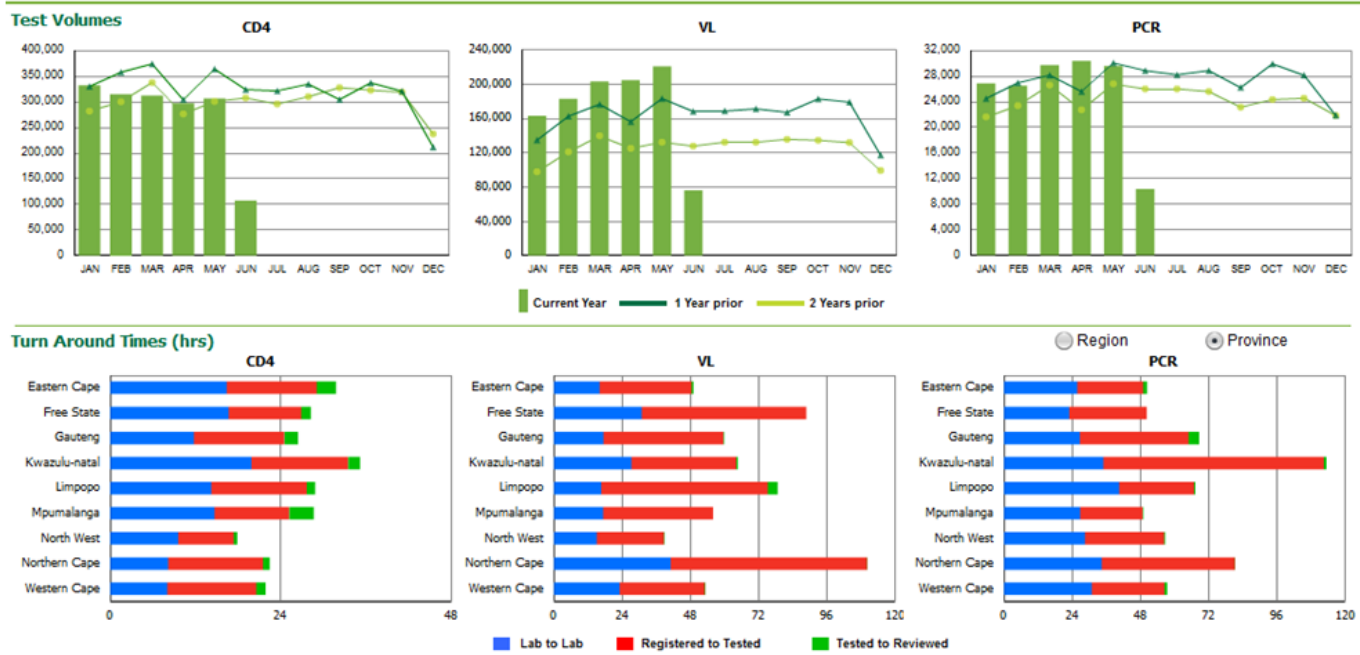 Test Volumes
CD4
VL
PCR
400,000
350,000
300,000
250,000
200,000
150,000
100,000
50,000
0
JAN FEB MAR APR MAY JUN JUL AUG SEP OCT NOV DEC
240,000
200,000
160,000
120,000
80,000
40,000
0
JAN FEB MAR APR MAY JUN JUL AUG SEP OCT NOV DEC
32,000
28,000
24,000
20,000
16,000
12,000
8,000
4,000
0
JAN FEB MAR APR MAY JUN JUL AUG SEP OCT NOV DEC
Current Year 1 Year prior 2 Years prior
Turn Around Times (hrs)
Region Province
CD4
VL
PCR
Eastern Cape
Free State
Gauteng
Kwazulu-natal
Limpopo
Mpumalanga
North West
Northern Cape
Western Cape
0 24 48
Eastern Cape
Free State
Gauteng
Kwazulu-natal
Limpopo
Mpumalanga
North West
Northern Cape
Western Cape
0 24 48 72 96 120
Eastern Cape
Free State
Gauteng
Kwazulu-natal
Limpopo
Mpumalanga
North West
Northern Cape
Western Cape
0 24 48 72 96 120
Lab to Lab Registered to Tested Tested to Reviewed